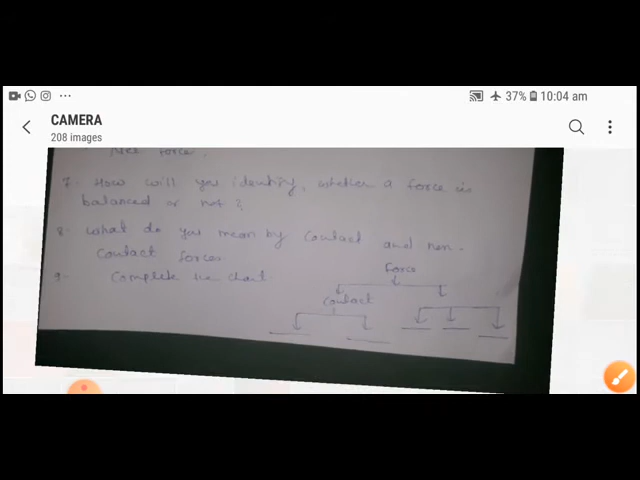 37% 10:04 am
CAMERA
208 images
force.
7. How will you identify, whether a force is
balanced or not?
8. What do you mean by Contact and non-
Contact forces
9. Complete the chart.
Force
Contact